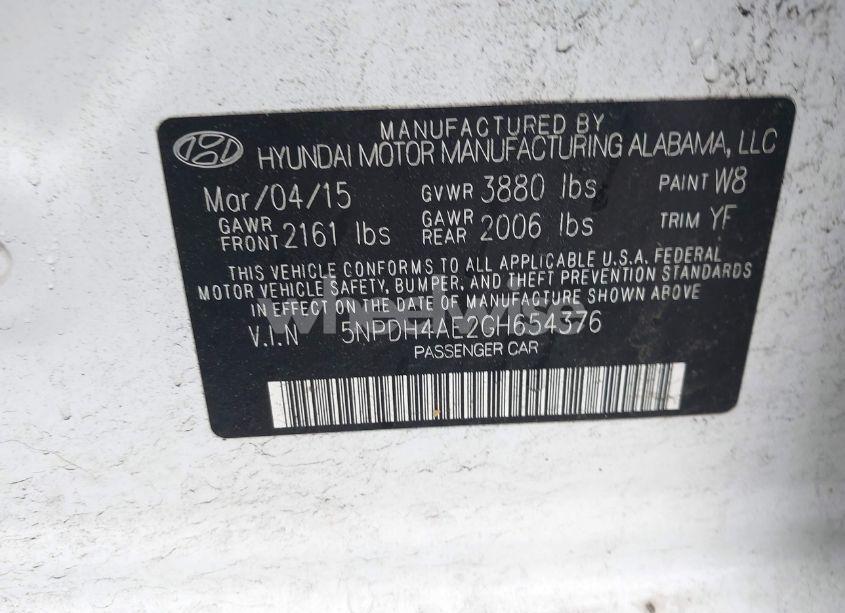 MANUFACTURED BY
HYUNDAI MOTOR MANUFACTURING ALABAMA, LLC
Mar/04/15 GVWR 3880 lbs PAINT W8
GAWR FRONT 2161 lbs GAWR REAR 2006 lbs TRIM YF
THIS VEHICLE CONFORMS TO ALL APPLICABLE U.S.A. FEDERAL
MOTOR VEHICLE SAFETY, BUMPER, AND THEFT PREVENTION STANDARDS
IN EFFECT ON THE DATE OF MANUFACTURE SHOWN ABOVE.
V.I.N 5NPDH4AE2GH654376
PASSENGER CAR
wheelwise